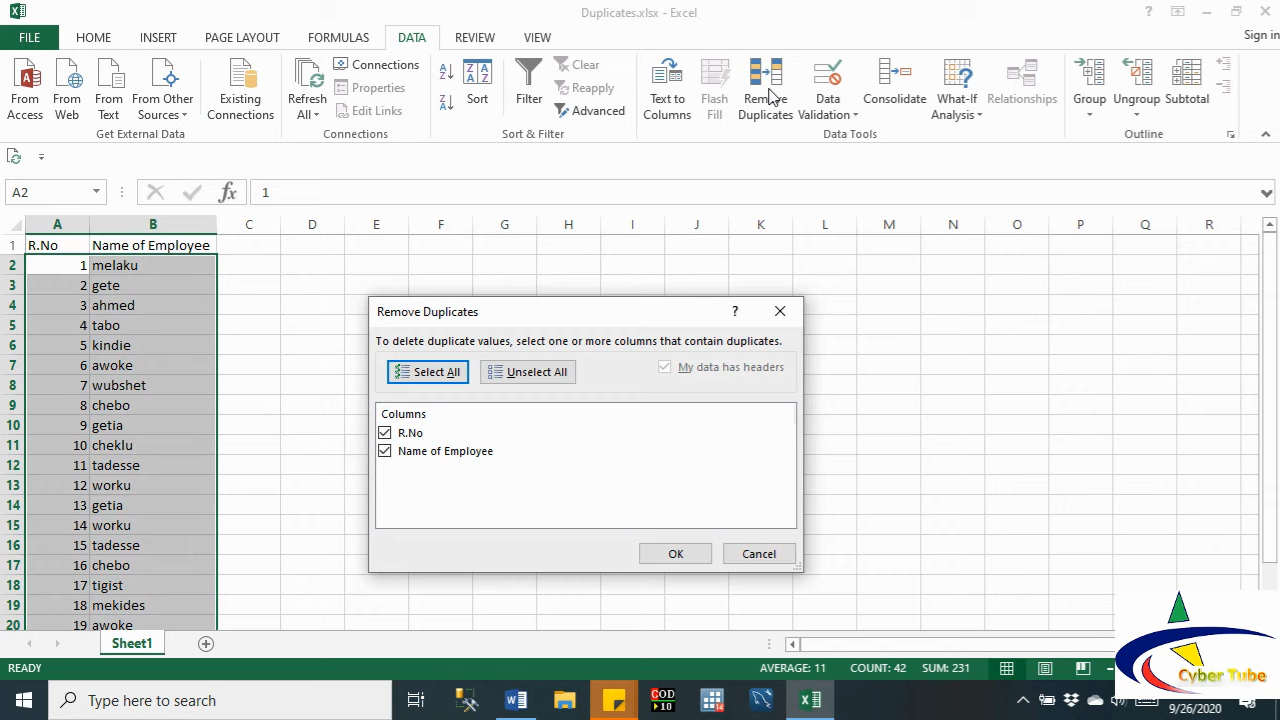 Duplicates.xlsx - Excel
FILE HOME INSERT PAGE LAYOUT FORMULAS DATA REVIEW VIEW Sign in
From Access
From Web
From Text
From Other Sources
Existing Connections
Get External Data
Refresh All
Connections
Properties
Edit Links
Connections
Sort
Filter
Clear
Reapply
Advanced
Sort & Filter
Text to Columns
Flash Fill
Remove Duplicates
Data Validation
Consolidate
What-If Analysis
Relationships
Data Tools
Group
Ungroup
Subtotal
Outline
A2 fx 1
A B C D E F G H I J K L M N O P Q R
1 R.No Name of Employee
2 1 melaku
3 2 gete
4 3 ahmed
5 4 tabo
6 5 kindie
7 6 awoke
8 7 wubshet
9 8 chebo
10 9 getia
11 10 cheklu
12 11 tadesse
13 12 worku
14 13 getia
15 14 worku
16 15 tadesse
17 16 chebo
18 17 tigist
19 18 mekides
20 19 awoke
Remove Duplicates ?
To delete duplicate values, select one or more columns that contain duplicates.
Select All Unselect All My data has headers
Columns
R.No
Name of Employee
OK Cancel
Sheet1
READY AVERAGE: 11 COUNT: 42 SUM: 231
Cyber Tube
Type here to search
COD
10
14
9/26/2020